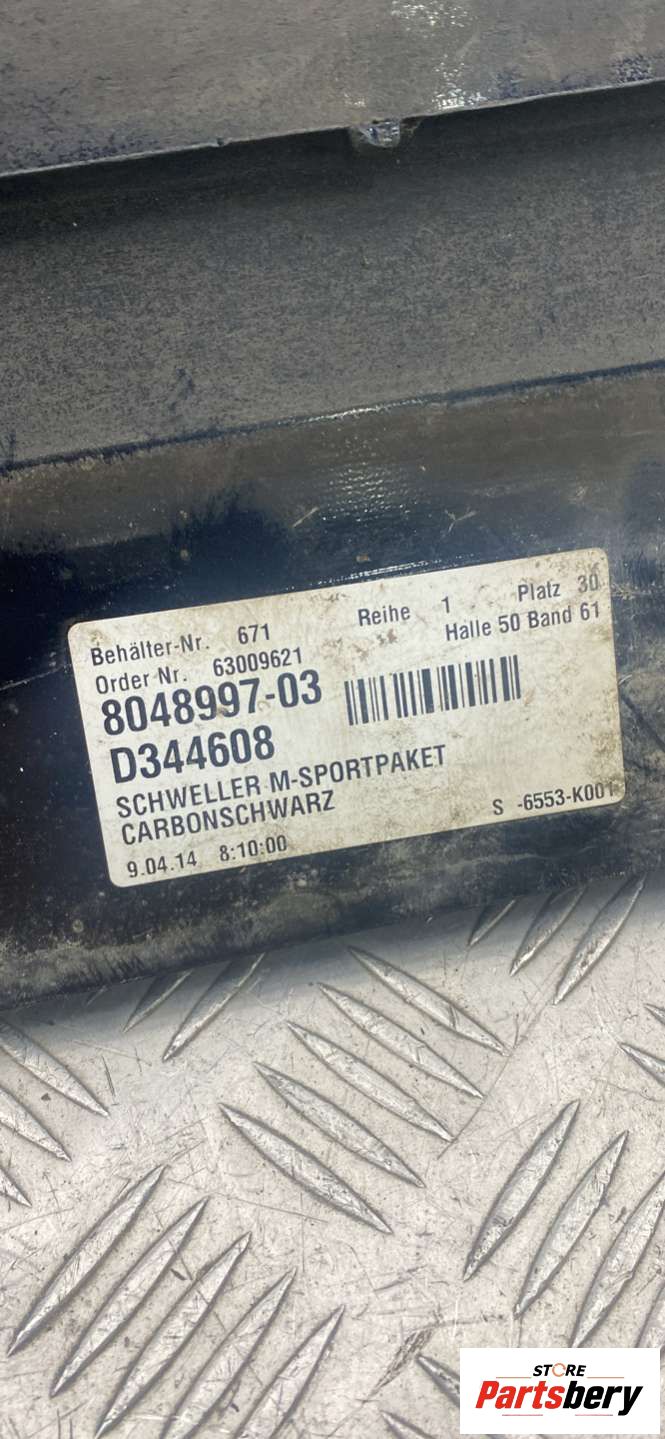 Behälter-Nr. 671 Reihe 1 Platz 30
Order Nr. 63009621 Halle 50 Band 61
8048997-03
D344608
SCHWELLER M-SPORTPAKET
CARBONSCHWARZ
9.04.14 8:10:00 S -6553-K001
STORE
Partsbery